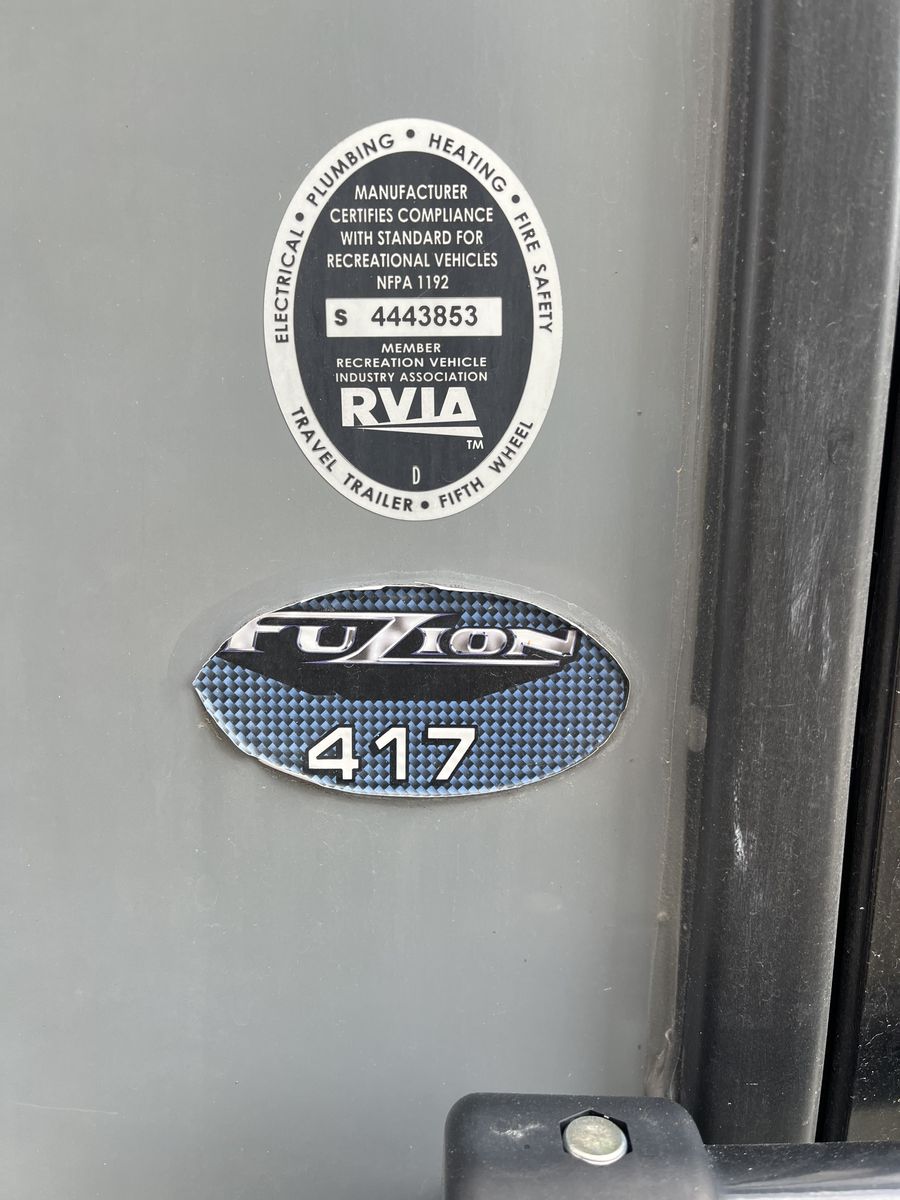 ELECTRICAL • PLUMBING • HEATING • FIRE SAFETY
MANUFACTURER
CERTIFIES COMPLIANCE
WITH STANDARD FOR
RECREATIONAL VEHICLES
NFPA 1192
S 4443853
MEMBER
RECREATION VEHICLE
INDUSTRY ASSOCIATION
RVIA
TM
D
TRAVEL TRAILER • FIFTH WHEEL
FUZION
417